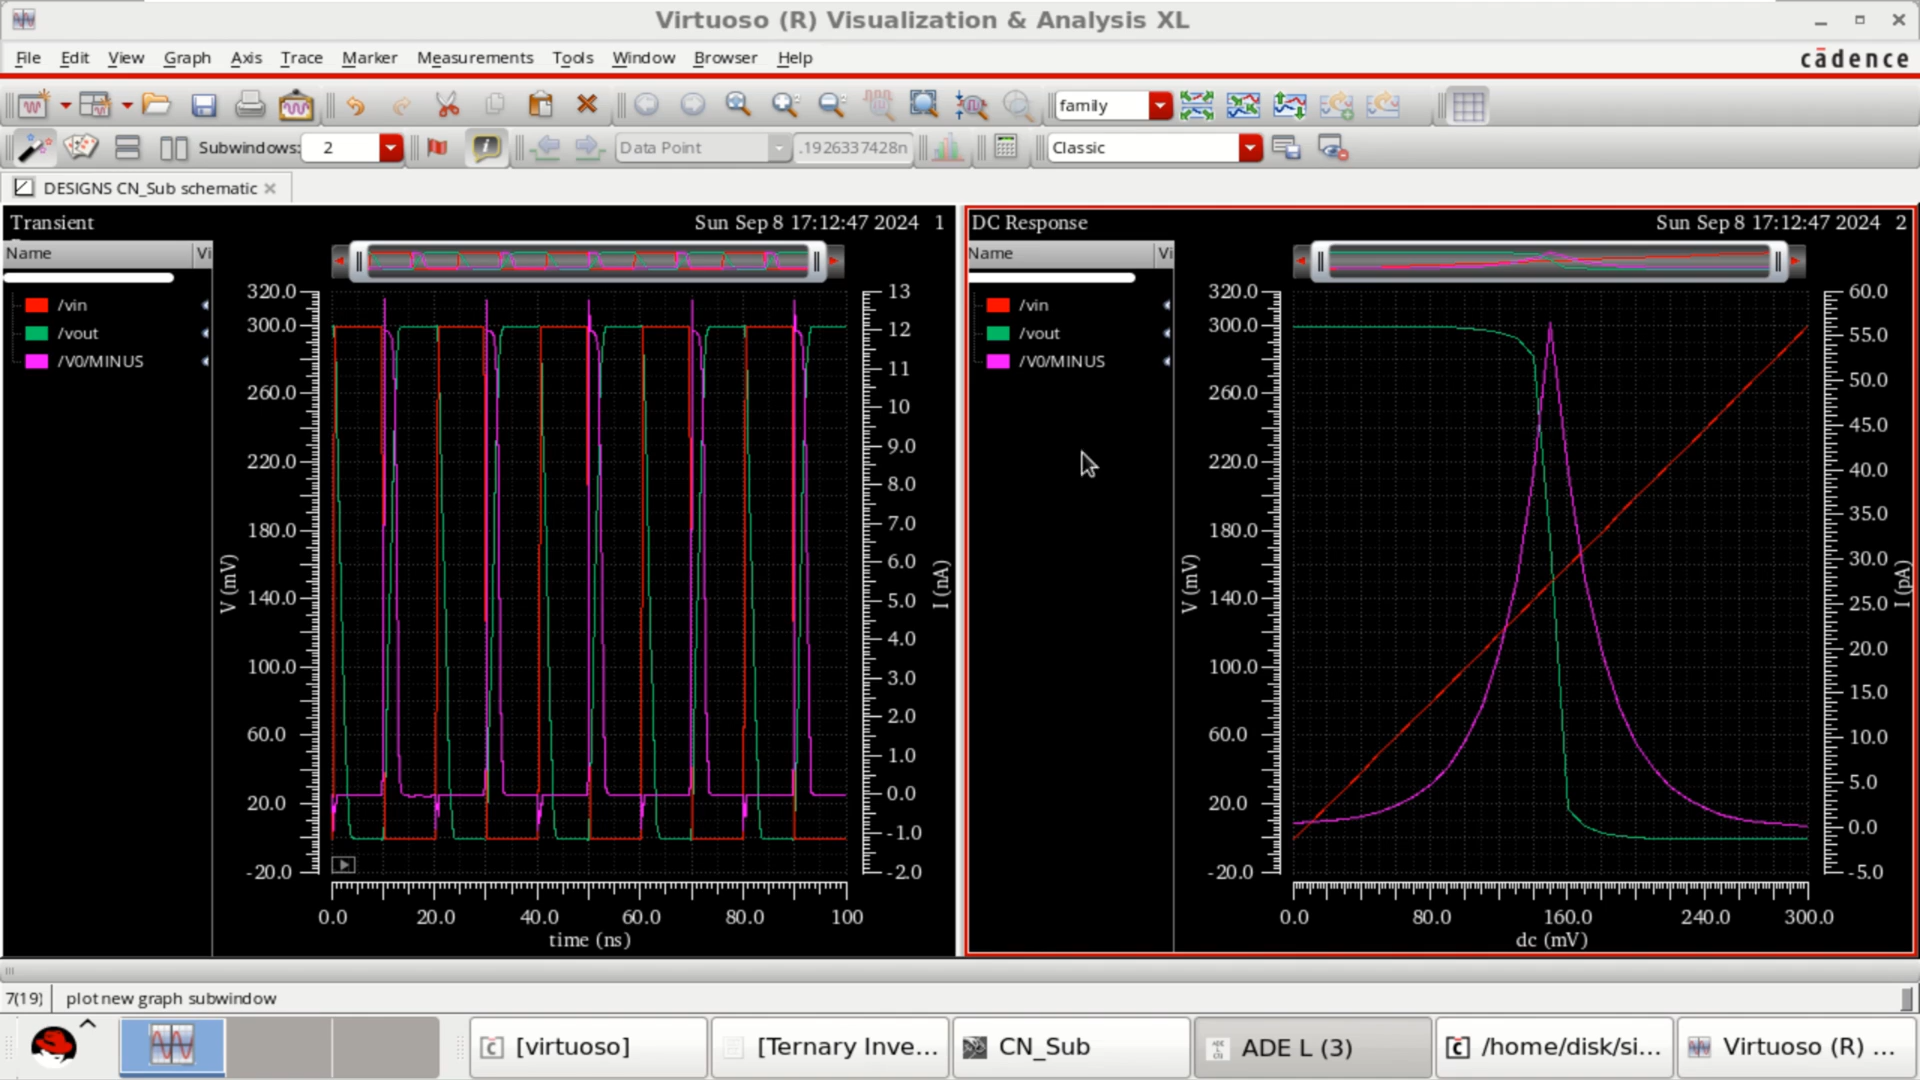 Virtuoso (R) Visualization & Analysis XL
File Edit View Graph Axis Trace Marker Measurements Tools Window Browser Help
cādence
family
Subwindows: 2
Data Point
.1926337428n
Classic
DESIGNS CN_Sub schematic
Transient
Sun Sep 8 17:12:47 2024 1
Name
Vi
/vin
/vout
/V0/MINUS
320.0
300.0
260.0
220.0
180.0
140.0
100.0
60.0
20.0
-20.0
V (mV)
13
12
11
10
9.0
8.0
7.0
6.0
5.0
4.0
3.0
2.0
1.0
0.0
-1.0
-2.0
I (nA)
0.0 20.0 40.0 60.0 80.0 100
time (ns)
DC Response
Sun Sep 8 17:12:47 2024 2
Name
Vi
/vin
/vout
/V0/MINUS
320.0
300.0
260.0
220.0
180.0
140.0
100.0
60.0
20.0
-20.0
V (mV)
60.0
55.0
50.0
45.0
40.0
35.0
30.0
25.0
20.0
15.0
10.0
5.0
0.0
-5.0
I (pA)
0.0 80.0 160.0 240.0 300.0
dc (mV)
7(19) plot new graph subwindow
[virtuoso]
[Ternary Inve...
CN_Sub
ADE L (3)
/home/disk/si...
Virtuoso (R) ...